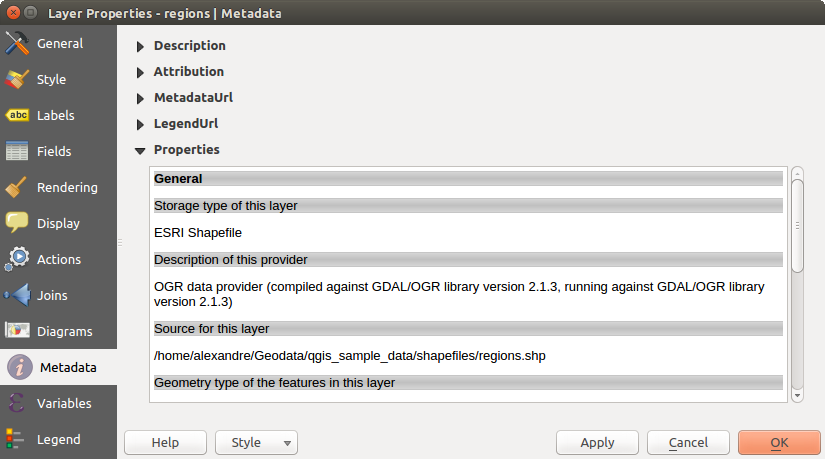 Layer Properties - regions | Metadata
General
Style
abc
Labels
Fields
Rendering
Display
Actions
Joins
Diagrams
i
Metadata
Variables
Legend
Description
Attribution
MetadataUrl
LegendUrl
Properties
General
Storage type of this layer
ESRI Shapefile
Description of this provider
OGR data provider (compiled against GDAL/OGR library version 2.1.3, running against GDAL/OGR library
version 2.1.3)
Source for this layer
/home/alexandre/Geodata/qgis_sample_data/shapefiles/regions.shp
Geometry type of the features in this layer
Help
Style
Apply
Cancel
OK